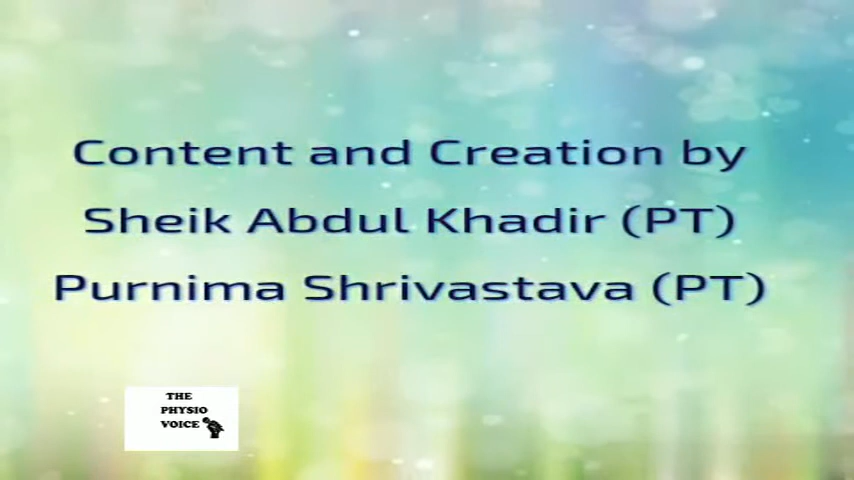 Content and Creation by
Sheik Abdul Khadir (PT)
Purnima Shrivastava (PT)
THE
PHYSIO
VOICE